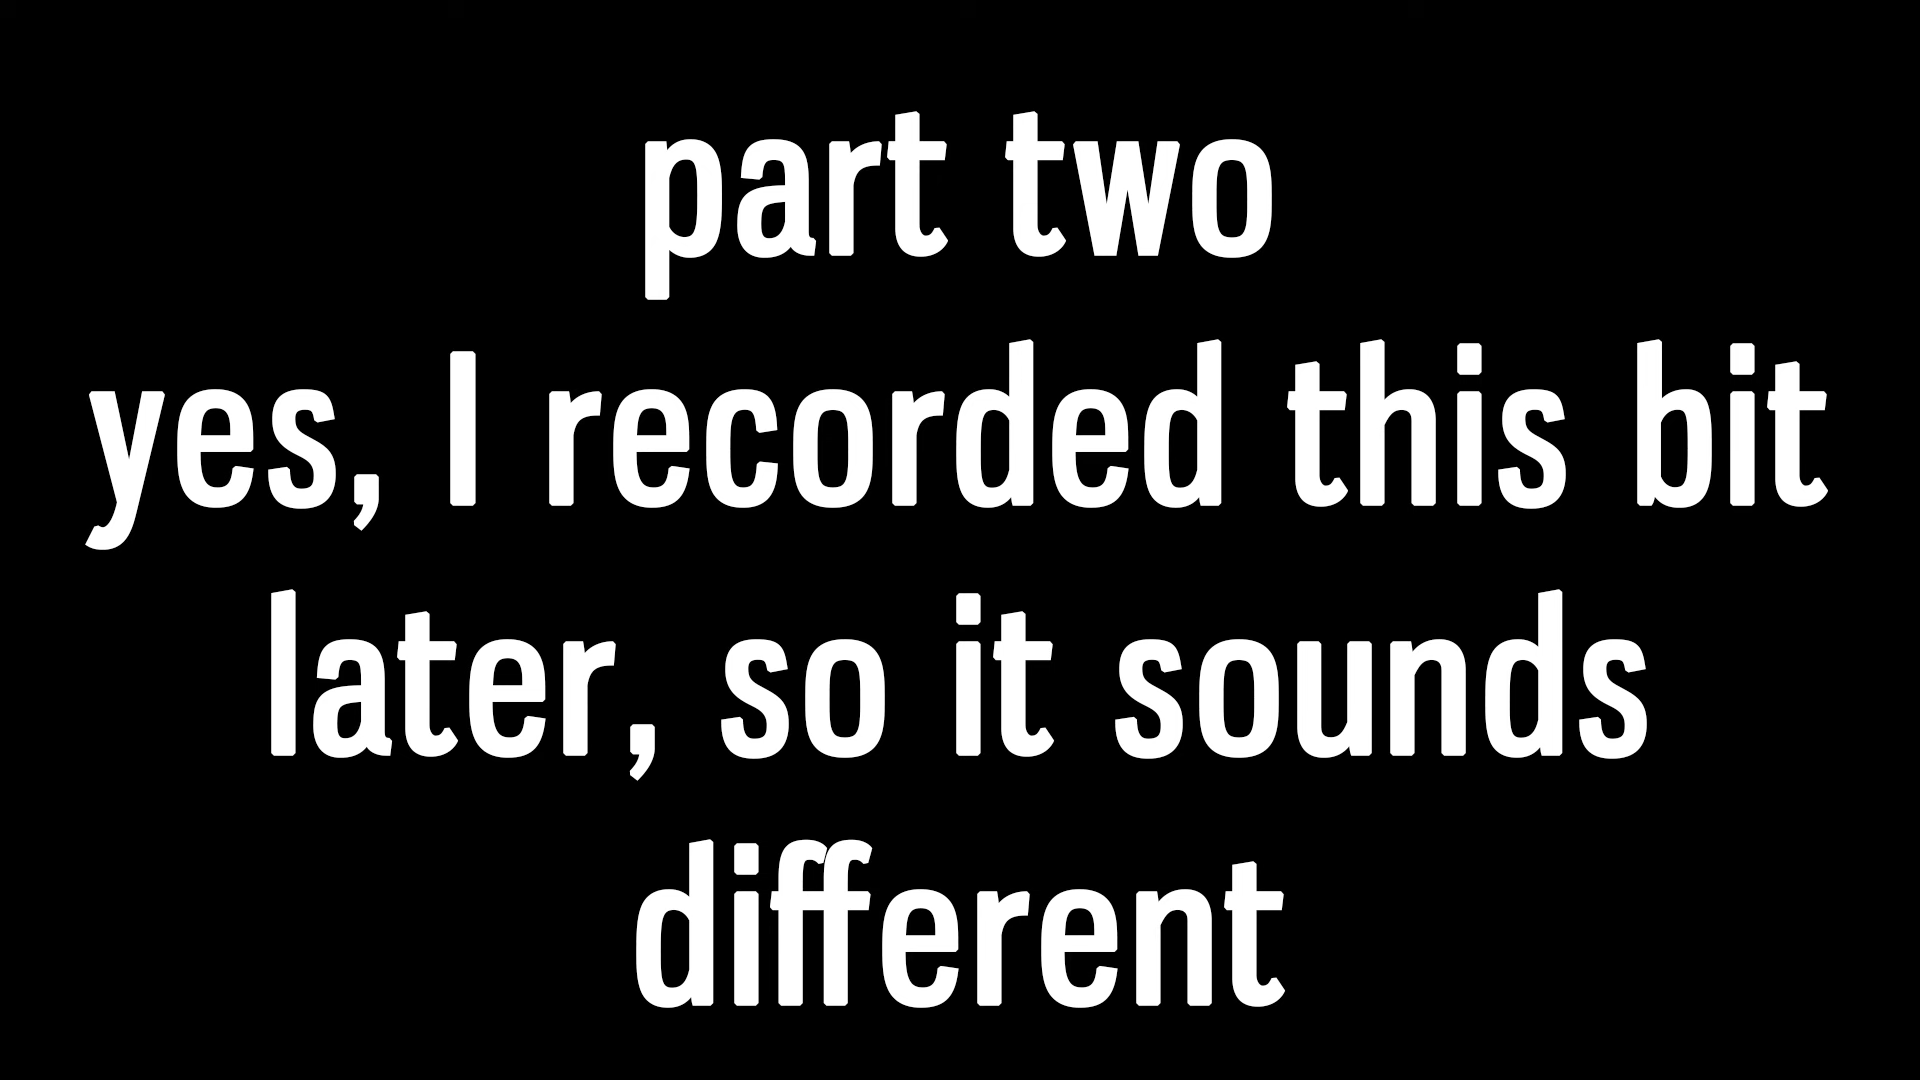 part two
yes, I recorded this bit
later, so it sounds
different